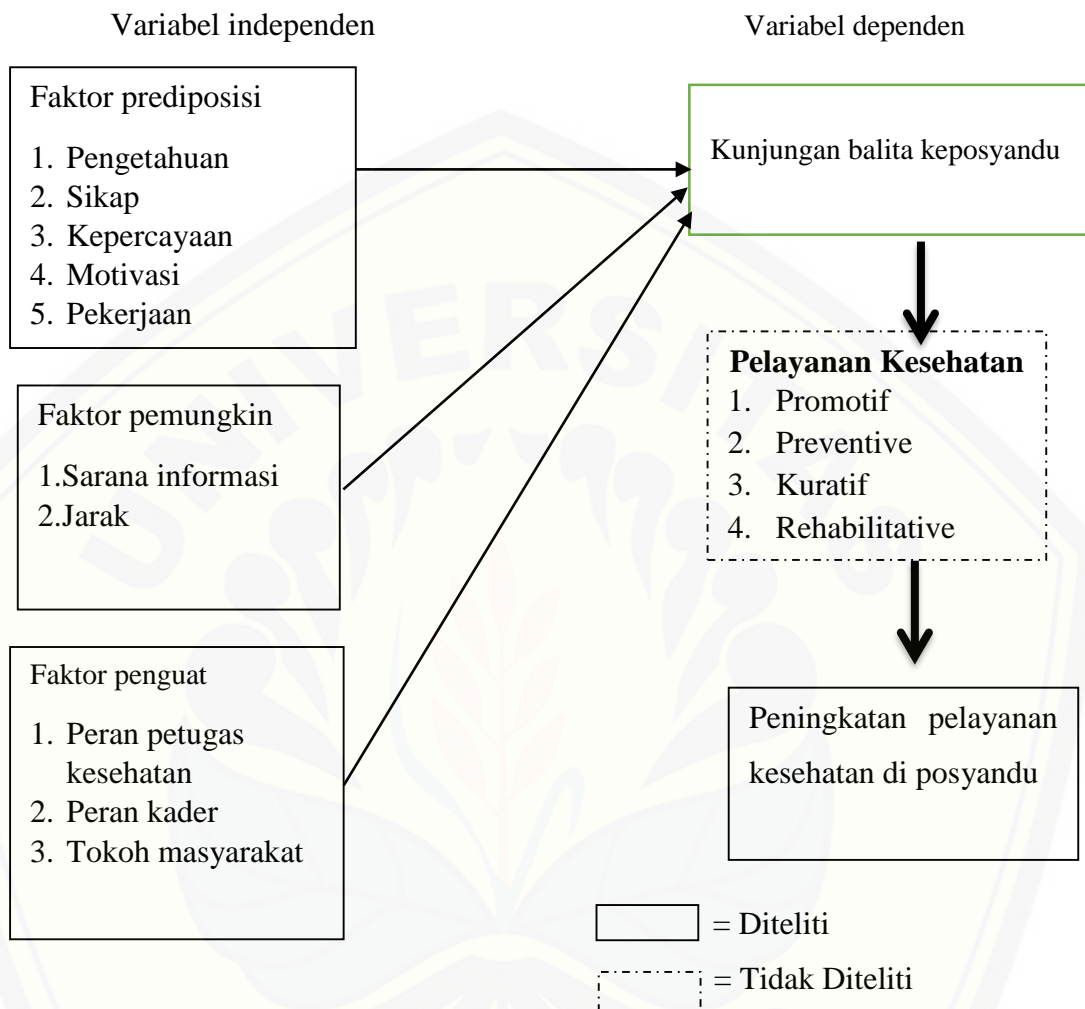 Variabel independen
Variabel dependen
Faktor prediposisi
1. Pengetahuan
2. Sikap
3. Kepercayaan
4. Motivasi
5. Pekerjaan
Faktor pemungkin
1.Sarana informasi
2.Jarak
Faktor penguat
1. Peran petugas
kesehatan
2. Peran kader
3. Tokoh masyarakat
Kunjungan balita keposyandu
Pelayanan Kesehatan
1. Promotif
2. Preventive
3. Kuratif
4. Rehabilitative
Peningkatan pelayanan
kesehatan di posyandu
= Diteliti
= Tidak Diteliti
UNIVERSITAS